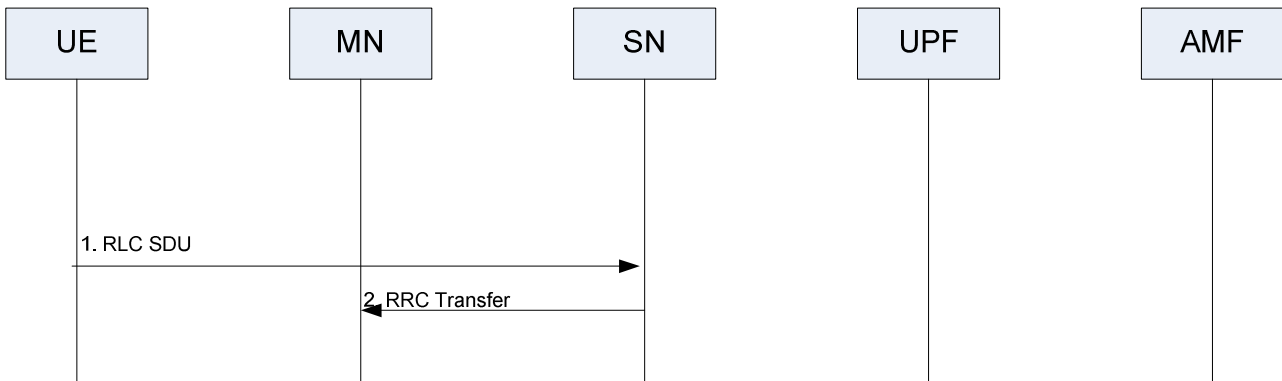 UE
MN
SN
UPF
AMF
1. RLC SDU
2. RRC Transfer